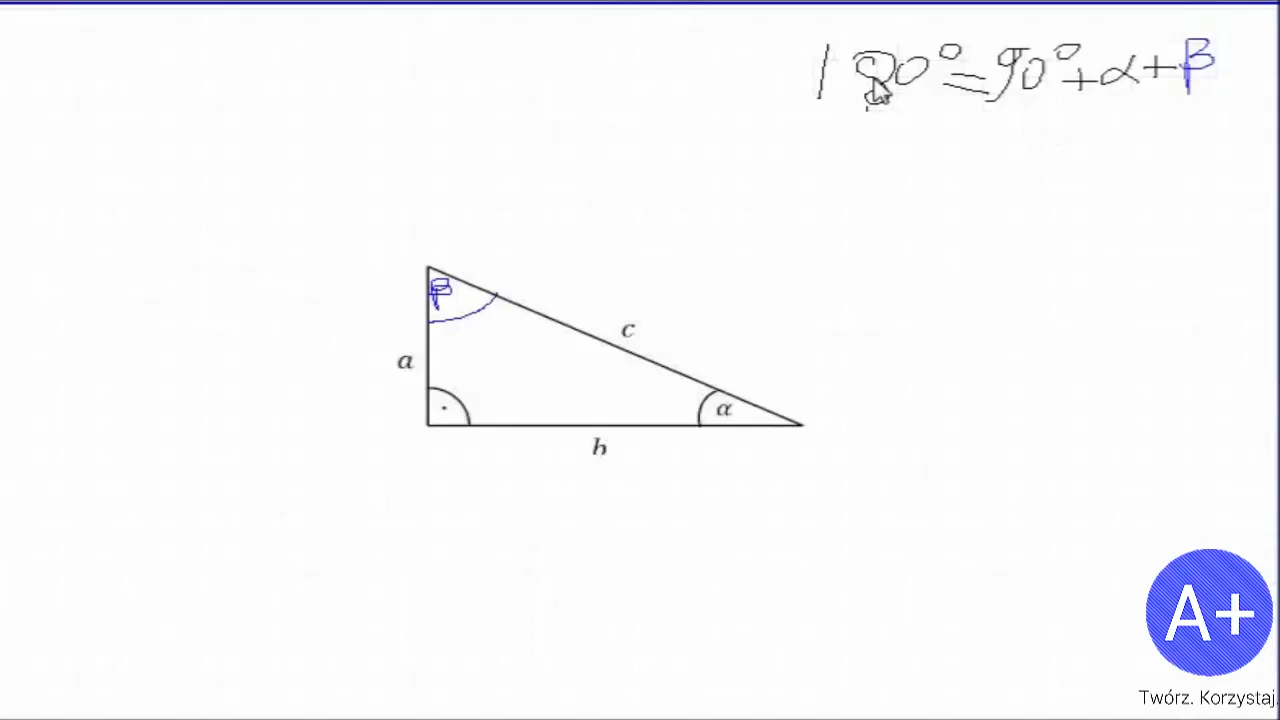 180° = 90° + α + β
β
c
a
α
b
A+
Twórz. Korzystaj.